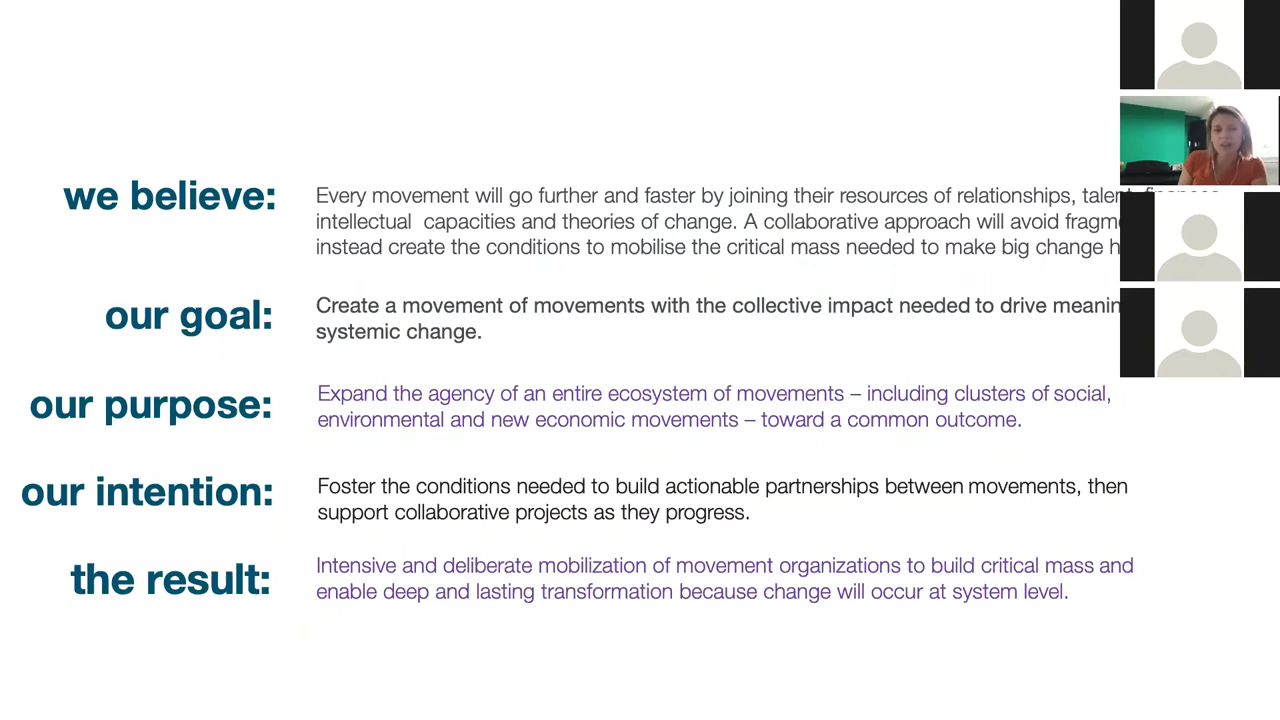 we believe:
Every movement will go further and faster by joining their resources of relationships, talent, finances
intellectual capacities and theories of change. A collaborative approach will avoid
instead create the conditions to mobilise the critical mass needed to make big change
our goal:
Create a movement of movements with the collective impact needed to drive
systemic change.
our purpose:
Expand the agency of an entire ecosystem of movements – including clusters of social,
environmental and new economic movements – toward a common outcome.
our intention:
Foster the conditions needed to build actionable partnerships between movements, then
support collaborative projects as they progress.
the result:
Intensive and deliberate mobilization of movement organizations to build critical mass and
enable deep and lasting transformation because change will occur at system level.